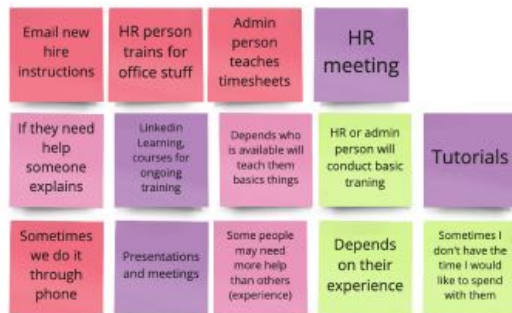 Email new
hire
instructions
HR person
trains for
office stuff
Admin
person
teaches
timesheets
HR
meeting
If they need
help
someone
explains
Linkedin
Learning,
courses for
ongoing
training
Depends who
is available will
teach them
basics things
HR or admin
person will
conduct basic
traning
Tutorials
Sometimes
we do it
through
phone
Presentations
and meetings
Some people
may need
more help
than others
(experience)
Depends
on their
experience
Sometimes I
don't have the
time I would
like to spend
with them